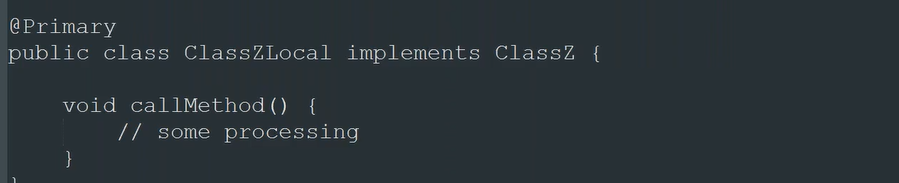 @Primary
public class ClassZLocal implements ClassZ {
void callMethod() {
// some processing
}
}